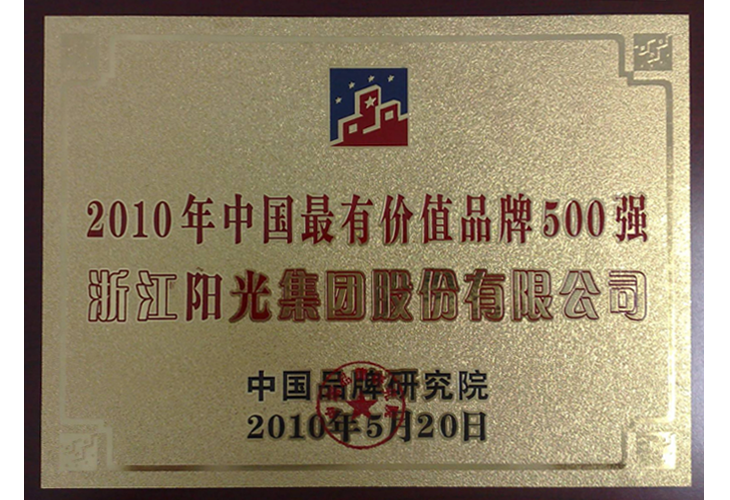 2010年中国最有价值品牌500强
浙江阳光集团股份有限公司
中国品牌研究院
2010年5月20日